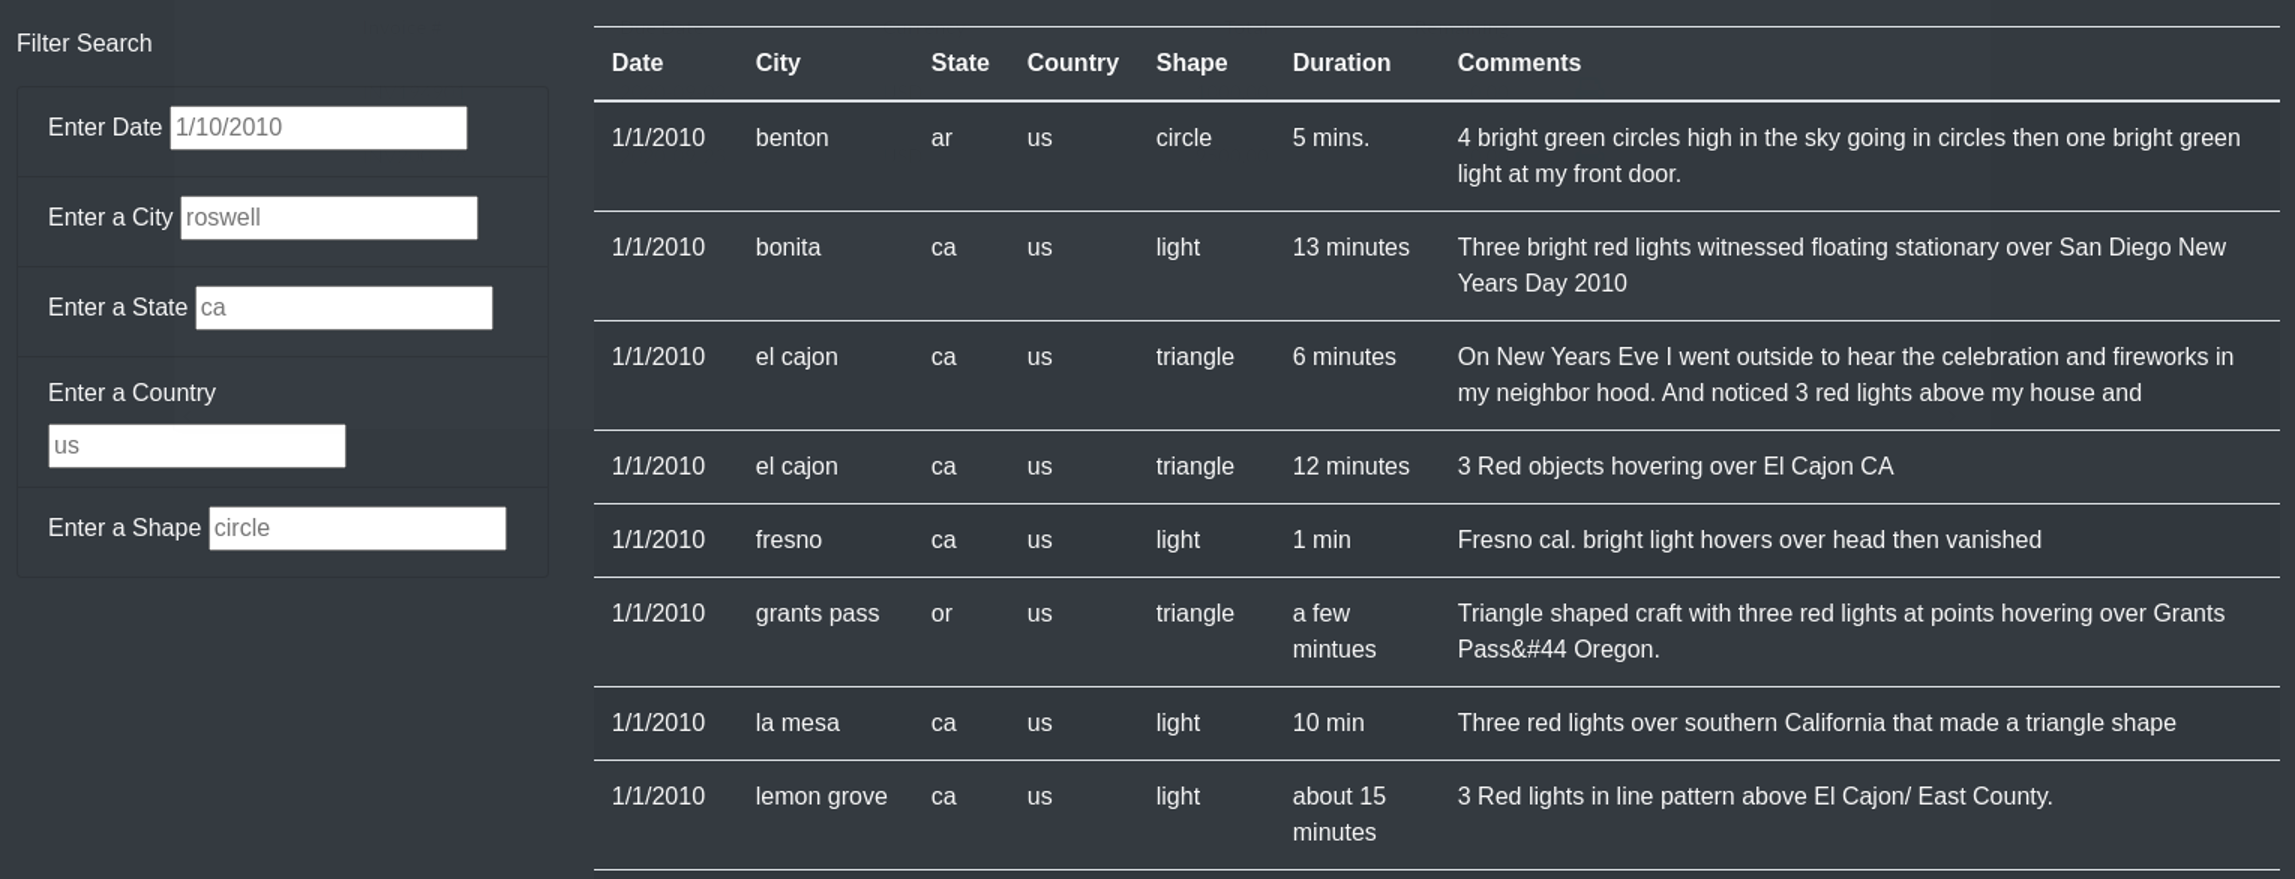 Filter Search
Enter Date 1/10/2010
Enter a City roswell
Enter a State ca
Enter a Country
us
Enter a Shape circle
Date City State Country Shape Duration Comments
1/1/2010 benton ar us circle 5 mins. 4 bright green circles high in the sky going in circles then one bright green
light at my front door.
1/1/2010 bonita ca us light 13 minutes Three bright red lights witnessed floating stationary over San Diego New
Years Day 2010
1/1/2010 el cajon ca us triangle 6 minutes On New Years Eve I went outside to hear the celebration and fireworks in
my neighbor hood. And noticed 3 red lights above my house and
1/1/2010 el cajon ca us triangle 12 minutes 3 Red objects hovering over El Cajon CA
1/1/2010 fresno ca us light 1 min Fresno cal. bright light hovers over head then vanished
1/1/2010 grants pass or us triangle a few Triangle shaped craft with three red lights at points hovering over Grants
mintues Pass&#44 Oregon.
1/1/2010 la mesa ca us light 10 min Three red lights over southern California that made a triangle shape
1/1/2010 lemon grove ca us light about 15 3 Red lights in line pattern above El Cajon/ East County.
minutes